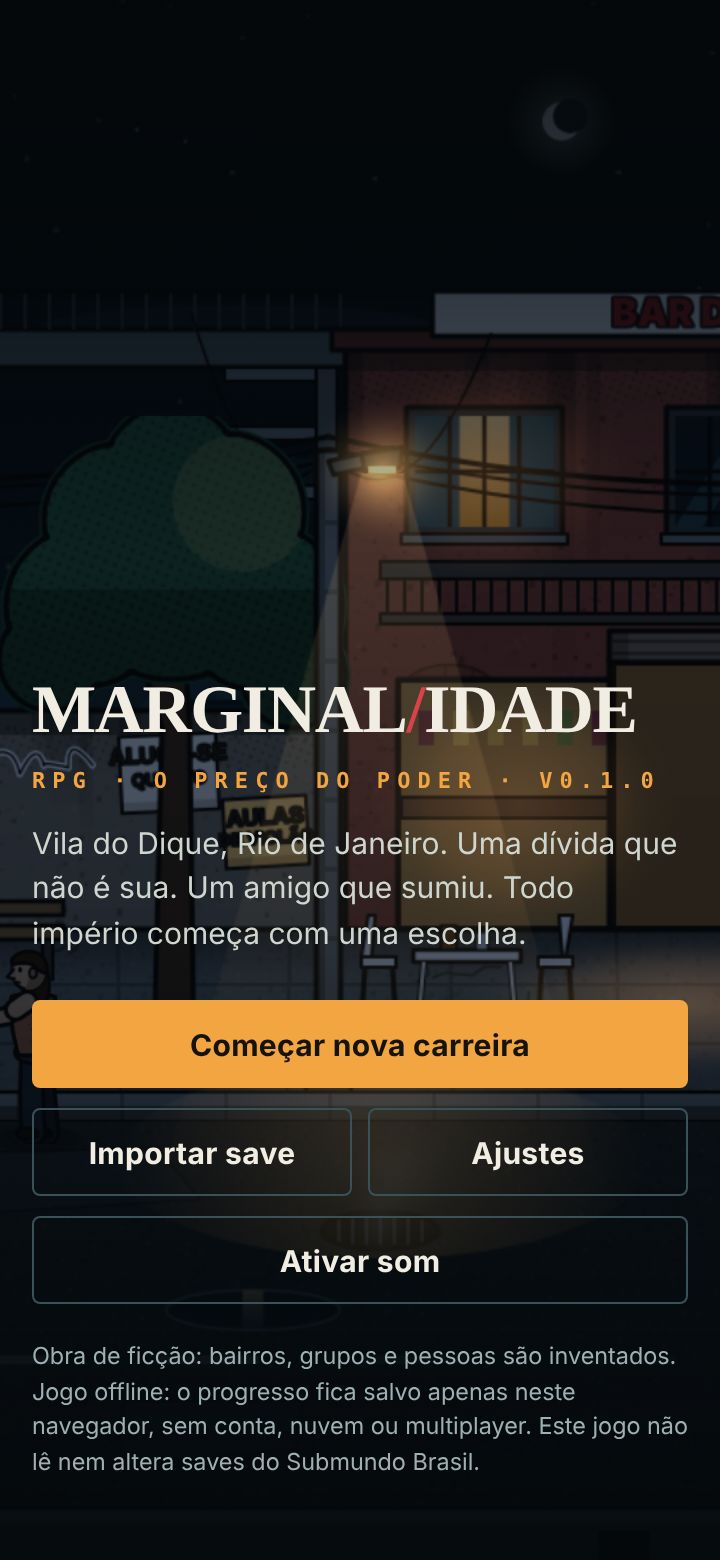 BAR D
MARGINAL/IDADE
RPG · O PREÇO DO PODER · V0.1.0
AULAS
Vila do Dique, Rio de Janeiro. Uma dívida que
não é sua. Um amigo que sumiu. Todo
império começa com uma escolha.
Começar nova carreira
Importar save
Ajustes
Ativar som
Obra de ficção: bairros, grupos e pessoas são inventados.
Jogo offline: o progresso fica salvo apenas neste
navegador, sem conta, nuvem ou multiplayer. Este jogo não
lê nem altera saves do Submundo Brasil.